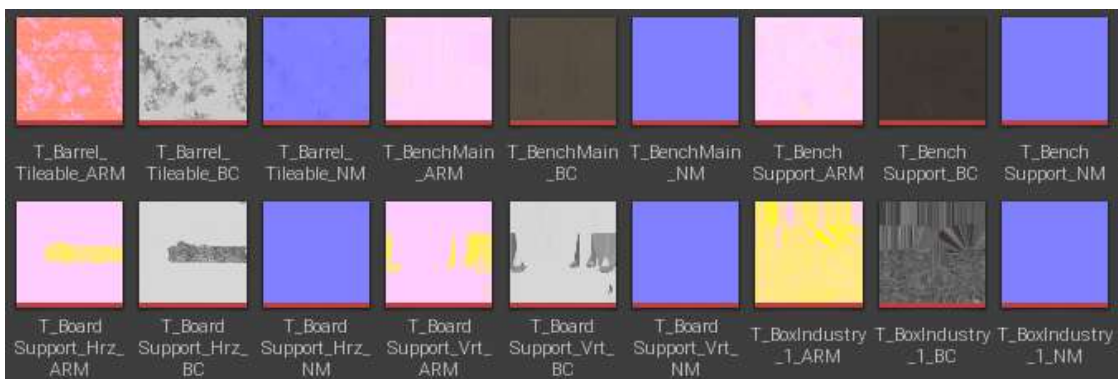 T_Barrel_
Tileable_ARM
T_Barrel_
Tileable_BC
T_Barrel_
Tileable_NM
T_BenchMain
_ARM
T_BenchMain
_BC
T_BenchMain
_NM
T_Bench
Support_ARM
T_Bench
Support_BC
T_Bench
Support_NM
T_Board
Support_Hrz_
ARM
T_Board
Support_Hrz_
BC
T_Board
Support_Hrz_
NM
T_Board
Support_Vrt_
ARM
T_Board
Support_Vrt_
BC
T_Board
Support_Vrt_
NM
T_BoxIndustry
_1_ARM
T_BoxIndustry
_1_BC
T_BoxIndustry
_1_NM